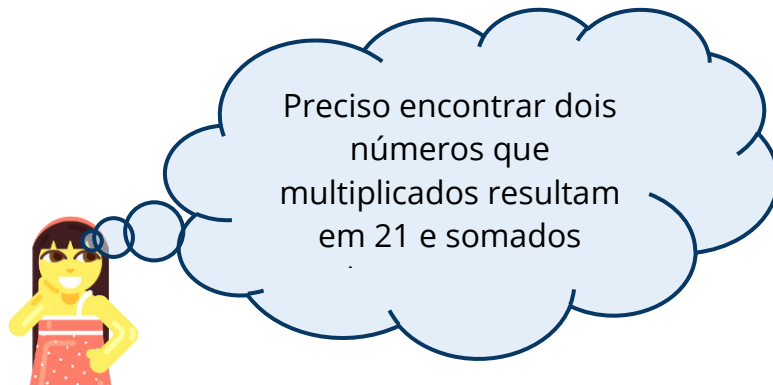 Preciso encontrar dois
números que
multiplicados resultam
em 21 e somados